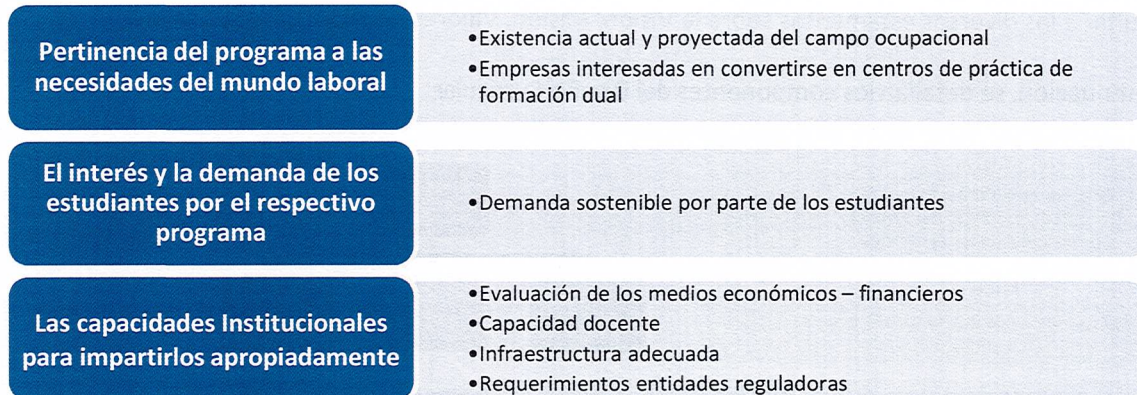 Pertinencia del programa a las
necesidades del mundo laboral
•Existencia actual y proyectada del campo ocupacional
•Empresas interesadas en convertirse en centros de práctica de
formación dual
El interés y la demanda de los
estudiantes por el respectivo
programa
•Demanda sostenible por parte de los estudiantes
Las capacidades Institucionales
para impartirlos apropiadamente
•Evaluación de los medios económicos – financieros
•Capacidad docente
•Infraestructura adecuada
•Requerimientos entidades reguladoras